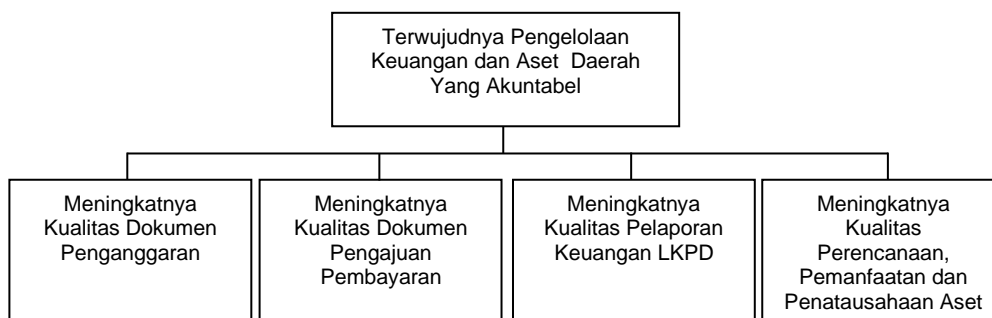 Terwujudnya Pengelolaan
Keuangan dan Aset Daerah
Yang Akuntabel
Meningkatnya
Kualitas Dokumen
Penganggaran
Meningkatnya
Kualitas Dokumen
Pengajuan
Pembayaran
Meningkatnya
Kualitas Pelaporan
Keuangan LKPD
Meningkatnya
Kualitas
Perencanaan,
Pemanfaatan dan
Penatausahaan Aset